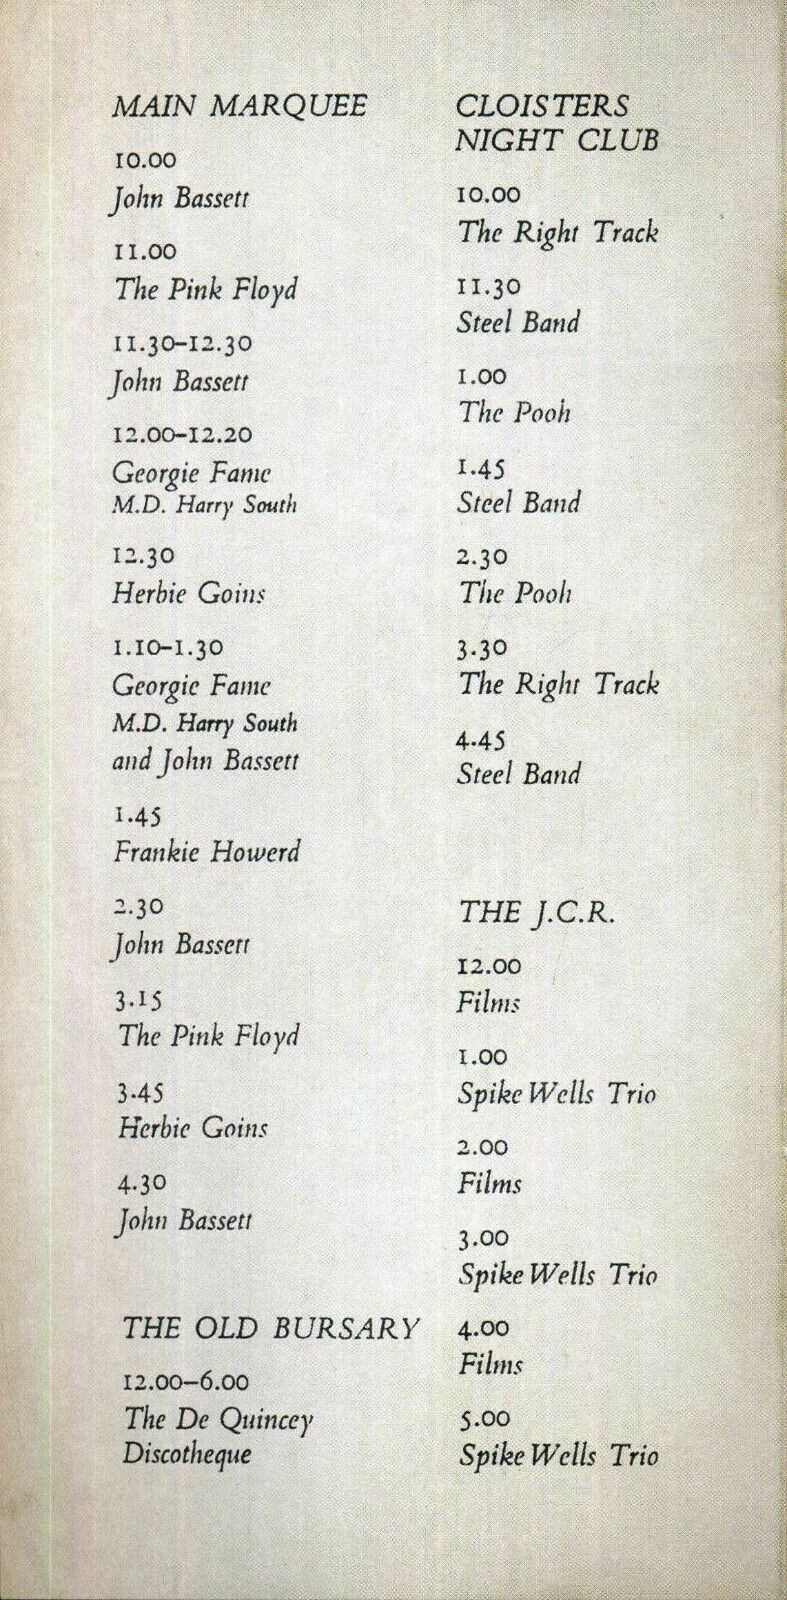 MAIN MARQUEE
10.00
John Bassett
11.00
The Pink Floyd
11.30–12.30
John Bassett
12.00–12.20
Georgie Fame
M.D. Harry South
12.30
Herbie Goins
1.10–1.30
Georgie Fame
M.D. Harry South
and John Bassett
1.45
Frankie Howerd
2.30
John Bassett
3.15
The Pink Floyd
3.45
Herbie Goins
4.30
John Bassett
THE OLD BURSARY
12.00–6.00
The De Quincey
Discotheque
CLOISTERS
NIGHT CLUB
10.00
The Right Track
11.30
Steel Band
1.00
The Pooh
1.45
Steel Band
2.30
The Pooh
3.30
The Right Track
4.45
Steel Band
THE J.C.R.
12.00
Films
1.00
Spike Wells Trio
2.00
Films
3.00
Spike Wells Trio
4.00
Films
5.00
Spike Wells Trio